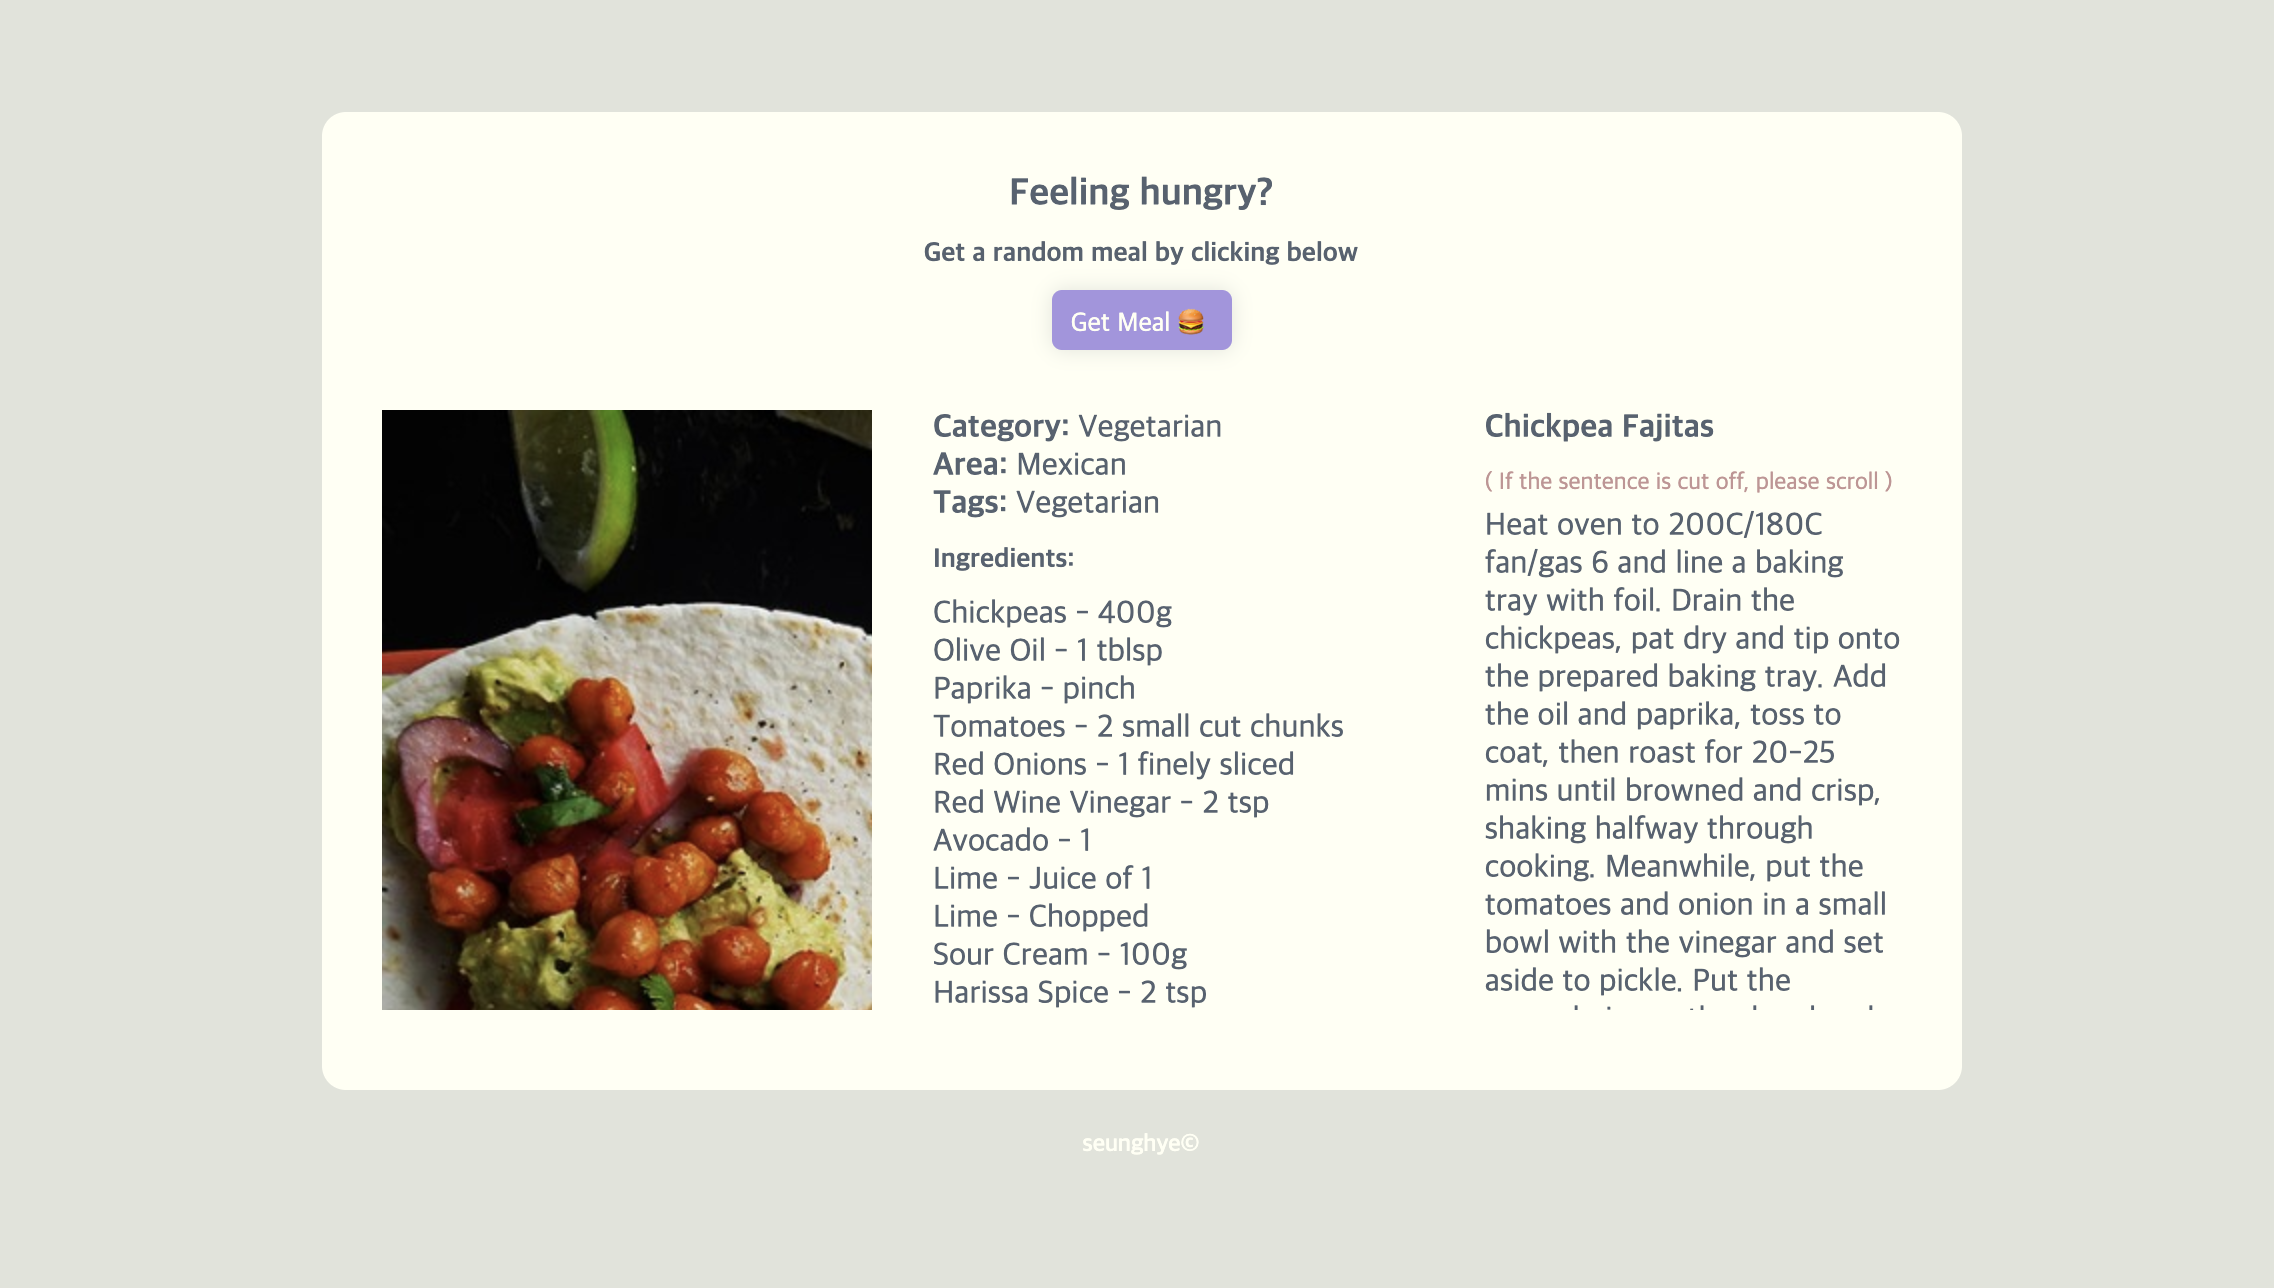 Feeling hungry?
Get a random meal by clicking below
Get Meal 🍔
Category: Vegetarian
Area: Mexican
Tags: Vegetarian
Ingredients:
Chickpeas - 400g
Olive Oil - 1 tblsp
Paprika - pinch
Tomatoes - 2 small cut chunks
Red Onions - 1 finely sliced
Red Wine Vinegar - 2 tsp
Avocado - 1
Lime - Juice of 1
Lime - Chopped
Sour Cream - 100g
Harissa Spice - 2 tsp
Chickpea Fajitas
( If the sentence is cut off, please scroll )
Heat oven to 200C/180C
fan/gas 6 and line a baking
tray with foil. Drain the
chickpeas, pat dry and tip onto
the prepared baking tray. Add
the oil and paprika, toss to
coat, then roast for 20-25
mins until browned and crisp,
shaking halfway through
cooking. Meanwhile, put the
tomatoes and onion in a small
bowl with the vinegar and set
aside to pickle. Put the
seunghye©